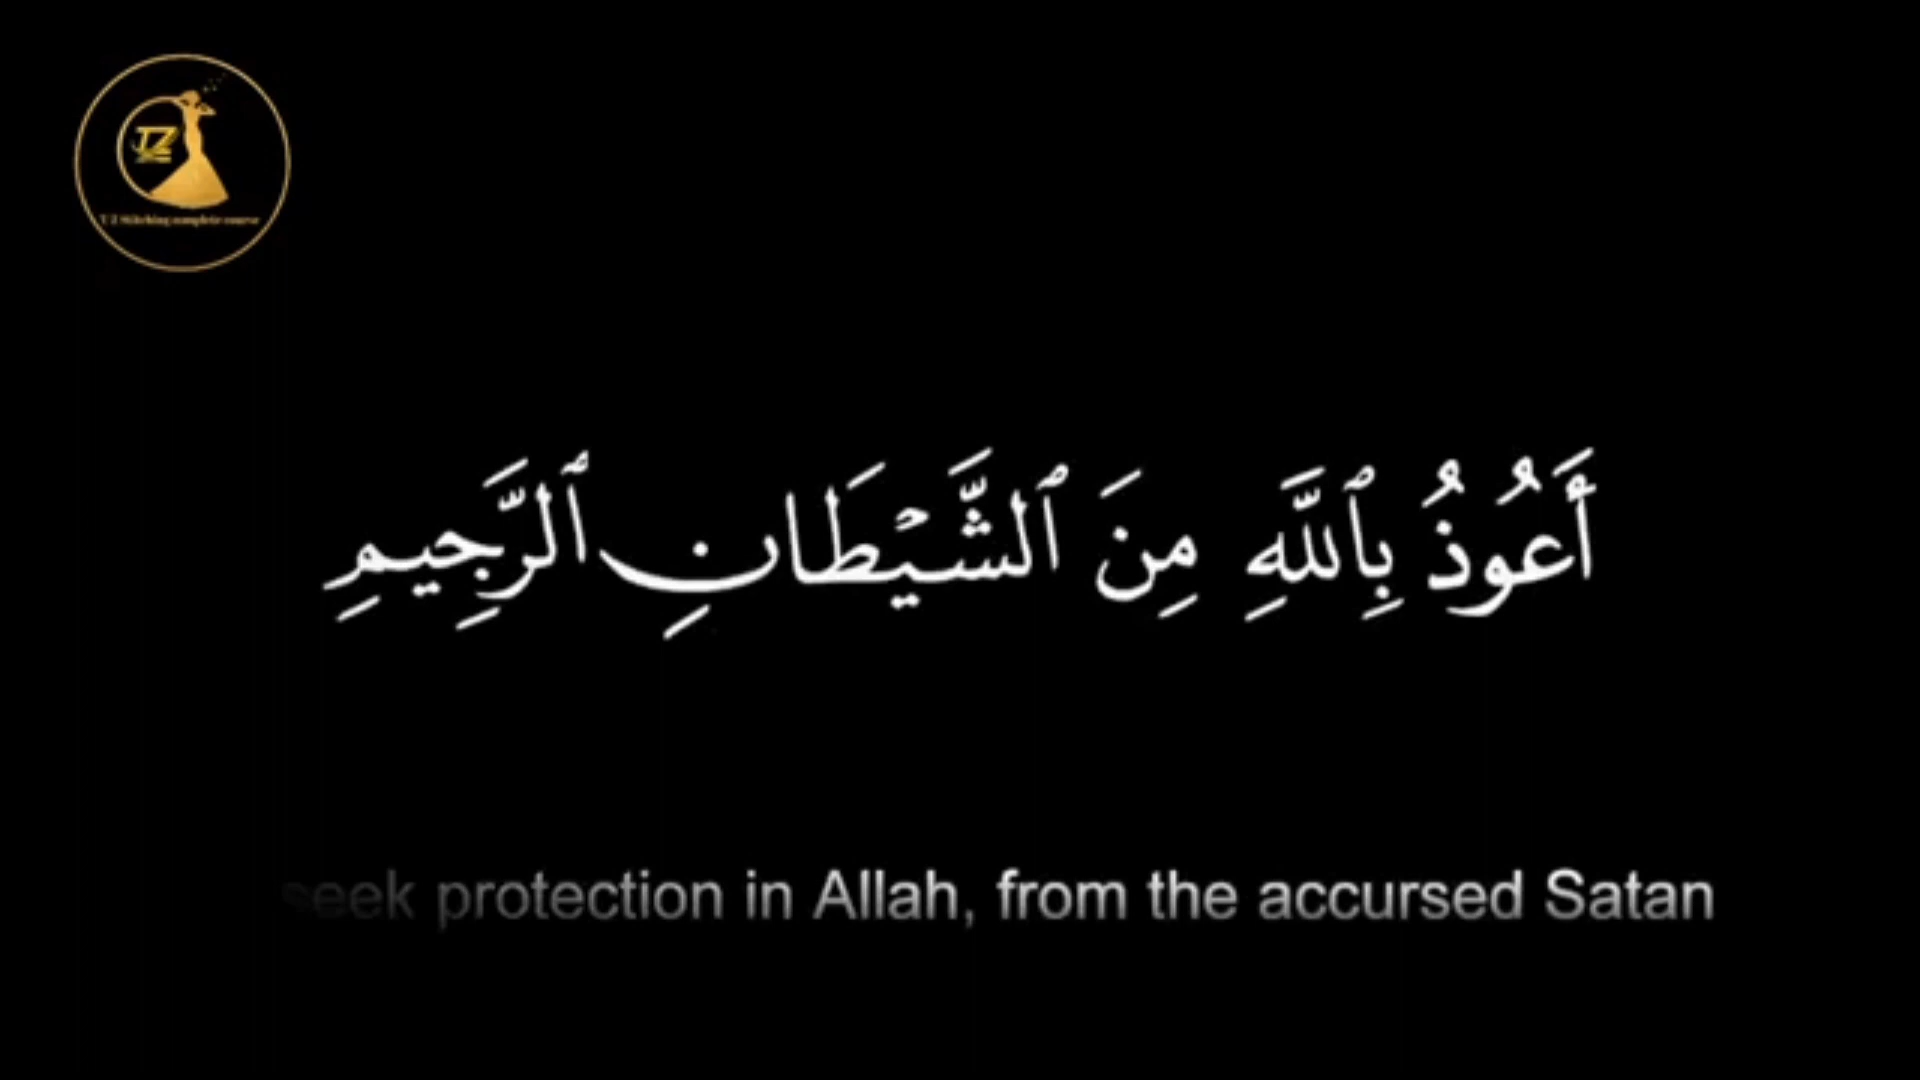 أَعُوذُ بِٱللَّهِ مِنَ ٱلشَّيْطَانِ ٱلرَّجِيمِ
seek protection in Allah, from the accursed Satan